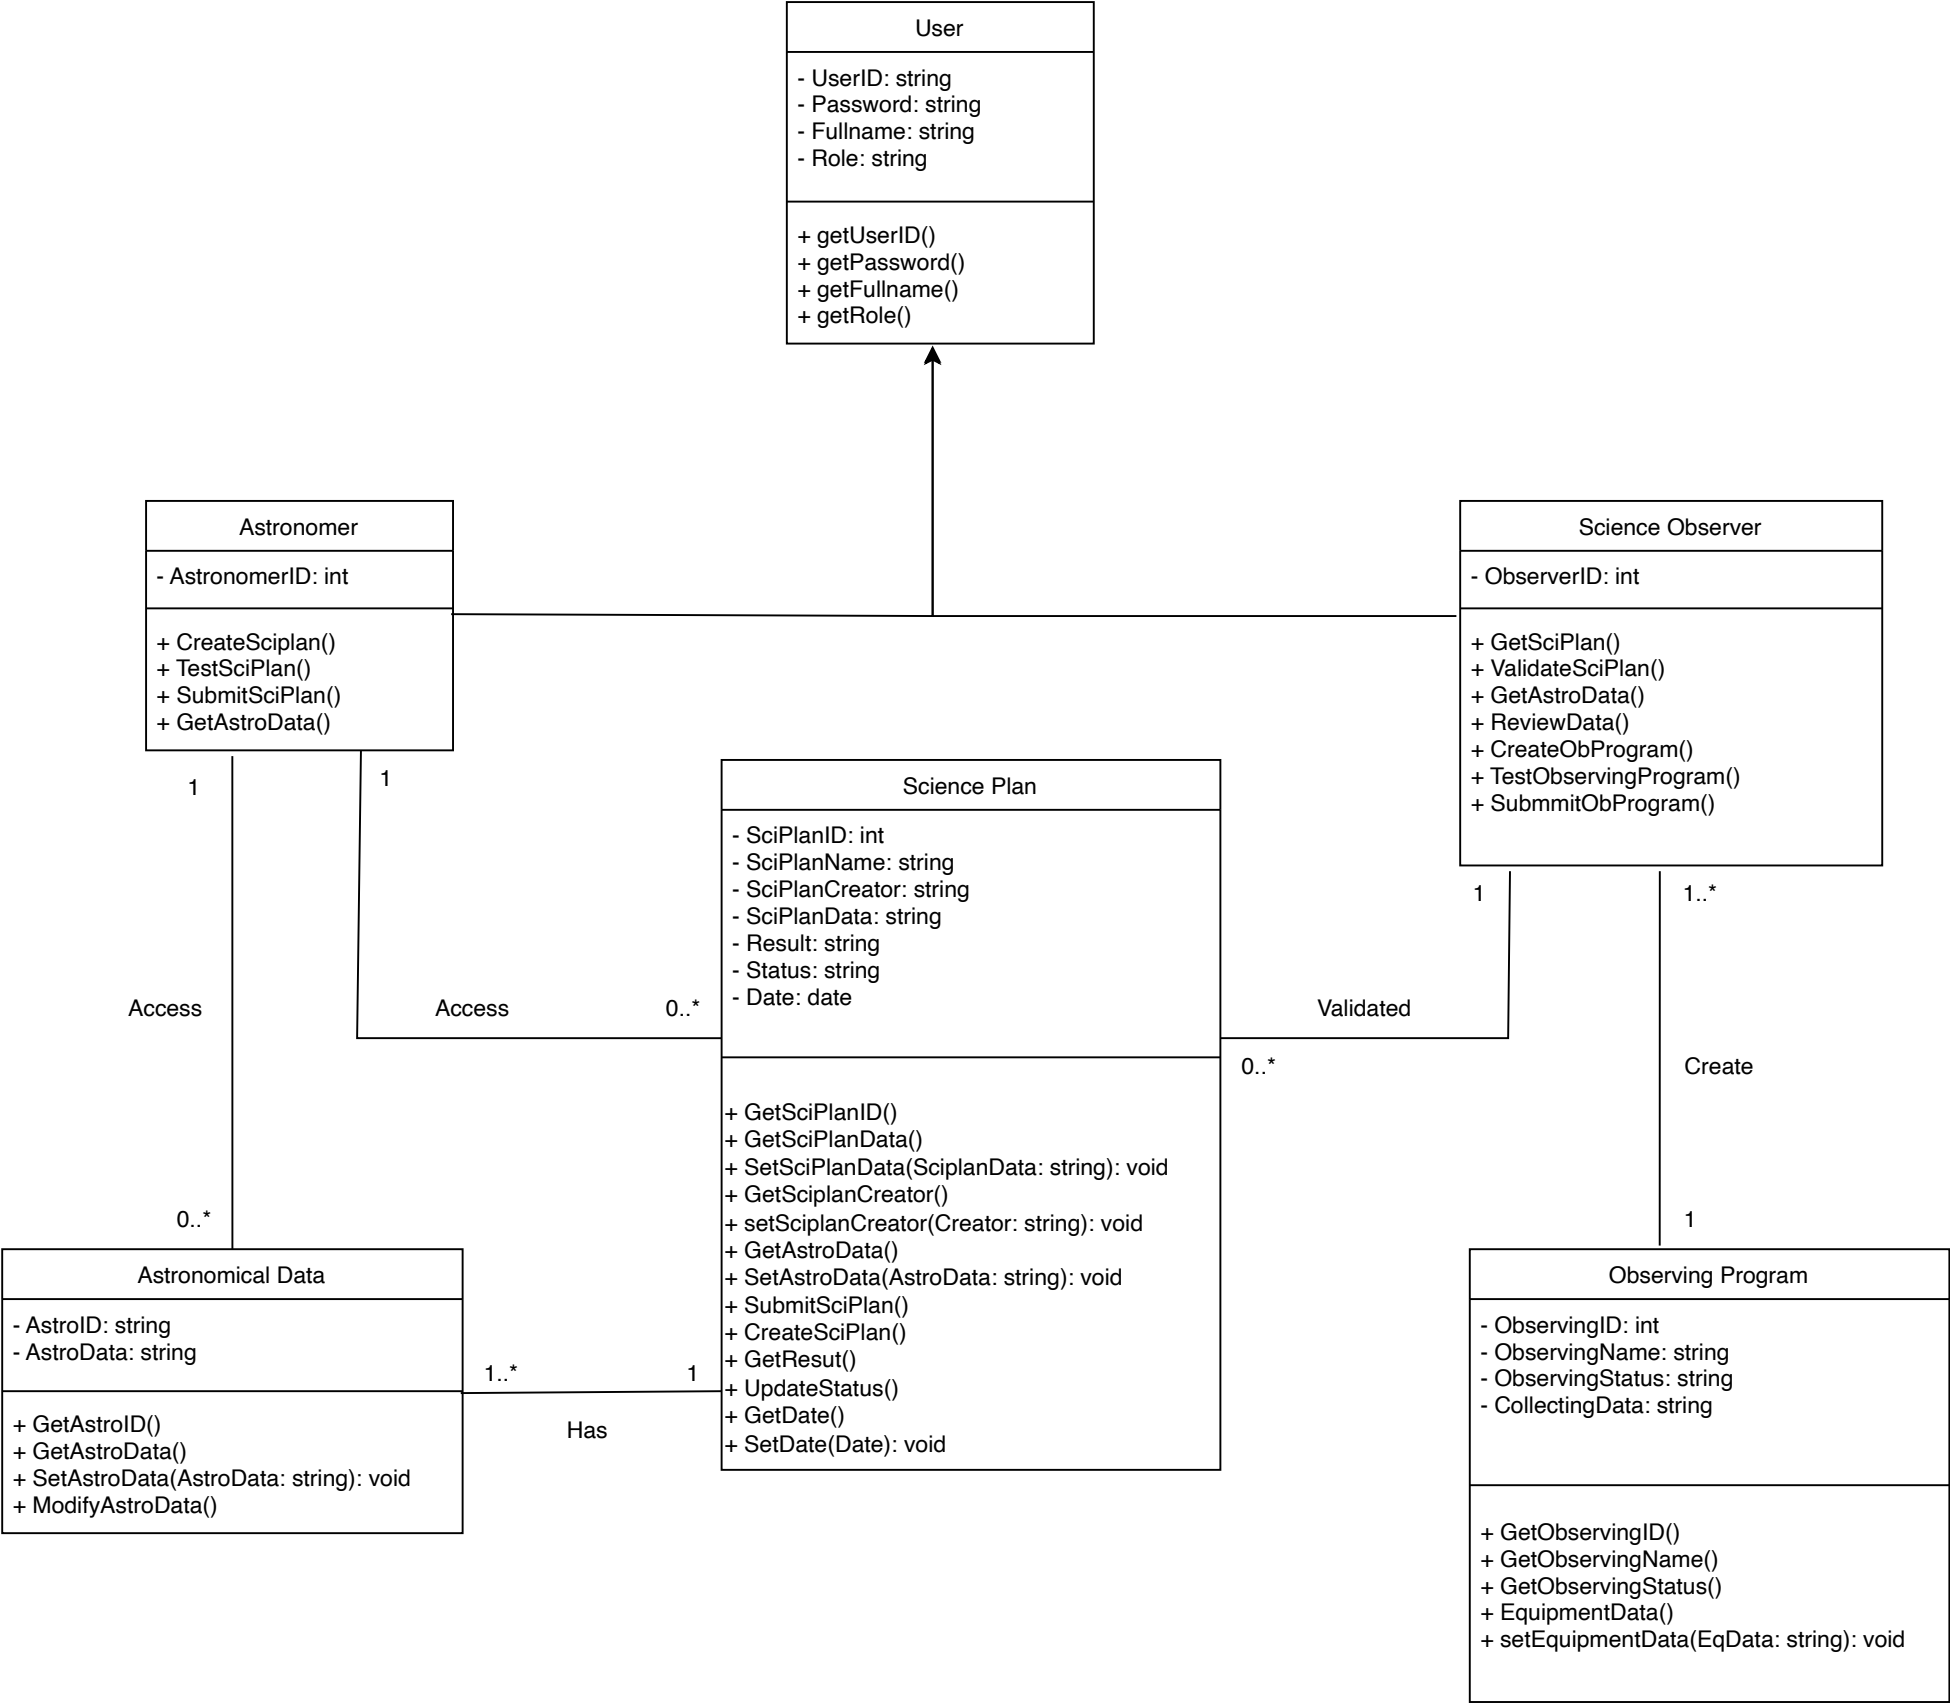 User
- UserID: string
- Password: string
- Fullname: string
- Role: string
+ getUserID()
+ getPassword()
+ getFullname()
+ getRole()
Astronomer
- AstronomerID: int
+ CreateSciplan()
+ TestSciPlan()
+ SubmitSciPlan()
+ GetAstroData()
Science Observer
- ObserverID: int
+ GetSciPlan()
+ ValidateSciPlan()
+ GetAstroData()
+ ReviewData()
+ CreateObProgram()
+ TestObservingProgram()
+ SubmmitObProgram()
1
1
Science Plan
- SciPlanID: int
- SciPlanName: string
- SciPlanCreator: string
- SciPlanData: string
- Result: string
- Status: string
- Date: date
+ GetSciPlanID()
+ GetSciPlanData()
+ SetSciPlanData(SciplanData: string): void
+ GetSciplanCreator()
+ setSciplanCreator(Creator: string): void
+ GetAstroData()
+ SetAstroData(AstroData: string): void
+ SubmitSciPlan()
+ CreateSciPlan()
+ GetResut()
+ UpdateStatus()
+ GetDate()
+ SetDate(Date): void
1
1..*
Access
Access
0..*
Validated
0..*
Create
0..*
1
Astronomical Data
- AstroID: string
- AstroData: string
+ GetAstroID()
+ GetAstroData()
+ SetAstroData(AstroData: string): void
+ ModifyAstroData()
1..*
1
Has
Observing Program
- ObservingID: int
- ObservingName: string
- ObservingStatus: string
- CollectingData: string
+ GetObservingID()
+ GetObservingName()
+ GetObservingStatus()
+ EquipmentData()
+ setEquipmentData(EqData: string): void